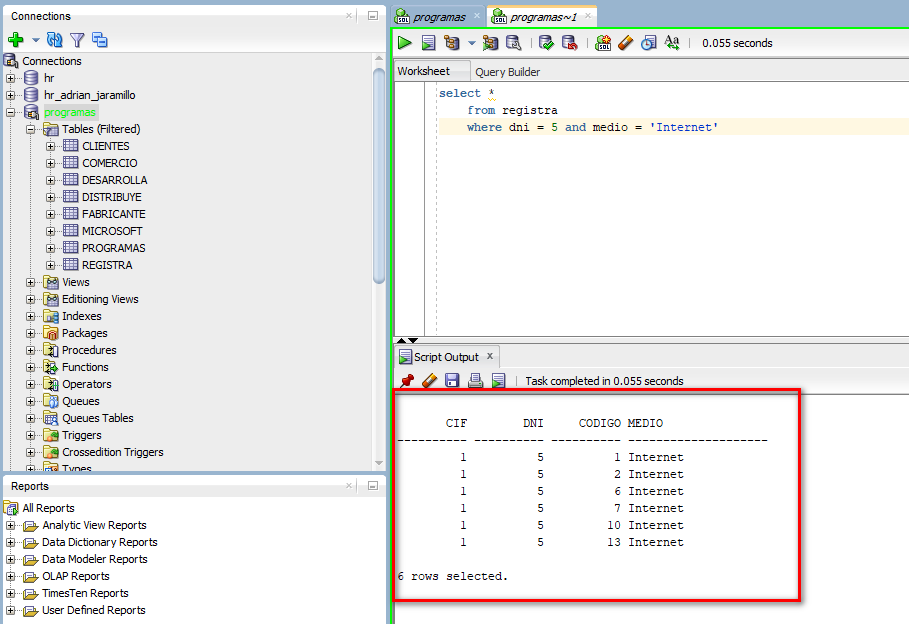 Connections
Connections
hr
hr_adrian_jaramillo
programas
Tables (Filtered)
CLIENTES
COMERCIO
DESARROLLA
DISTRIBUYE
FABRICANTE
MICROSOFT
PROGRAMAS
REGISTRA
Views
Editioning Views
Indexes
Packages
Procedures
Functions
Operators
Queues
Queues Tables
Triggers
Crossedition Triggers
Types
Reports
All Reports
Analytic View Reports
Data Dictionary Reports
Data Modeler Reports
OLAP Reports
TimesTen Reports
User Defined Reports
programas programas~1
0.055 seconds
Worksheet Query Builder
select *
from registra
where dni = 5 and medio = 'Internet'
Script Output x
Task completed in 0.055 seconds
CIF DNI CODIGO MEDIO
---------- ---------- ---------- --------------------
1 5 1 Internet
1 5 2 Internet
1 5 6 Internet
1 5 7 Internet
1 5 10 Internet
1 5 13 Internet
6 rows selected.